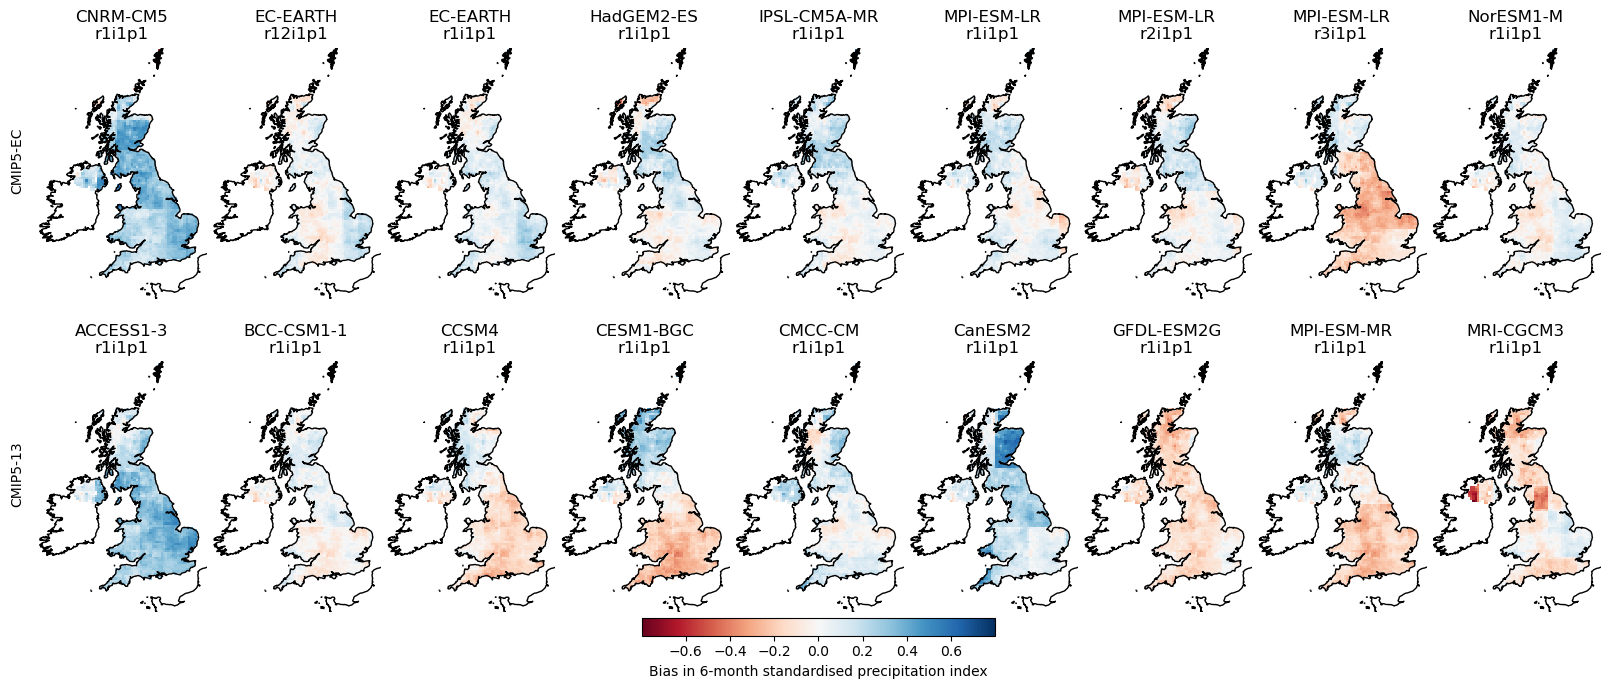 CNRM-CM5 EC-EARTH EC-EARTH HadGEM2-ES IPSL-CM5A-MR MPI-ESM-LR MPI-ESM-LR MPI-ESM-LR NorESM1-M
r1i1p1 r12i1p1 r1i1p1 r1i1p1 r1i1p1 r1i1p1 r2i1p1 r3i1p1 r1i1p1
CMIP5-EC
ACCESS1-3 BCC-CSM1-1 CCSM4 CESM1-BGC CMCC-CM CanESM2 GFDL-ESM2G MPI-ESM-MR MRI-CGCM3
r1i1p1 r1i1p1 r1i1p1 r1i1p1 r1i1p1 r1i1p1 r1i1p1 r1i1p1 r1i1p1
CMIP5-13
−0.6 −0.4 −0.2 0.0 0.2 0.4 0.6
Bias in 6-month standardised precipitation index